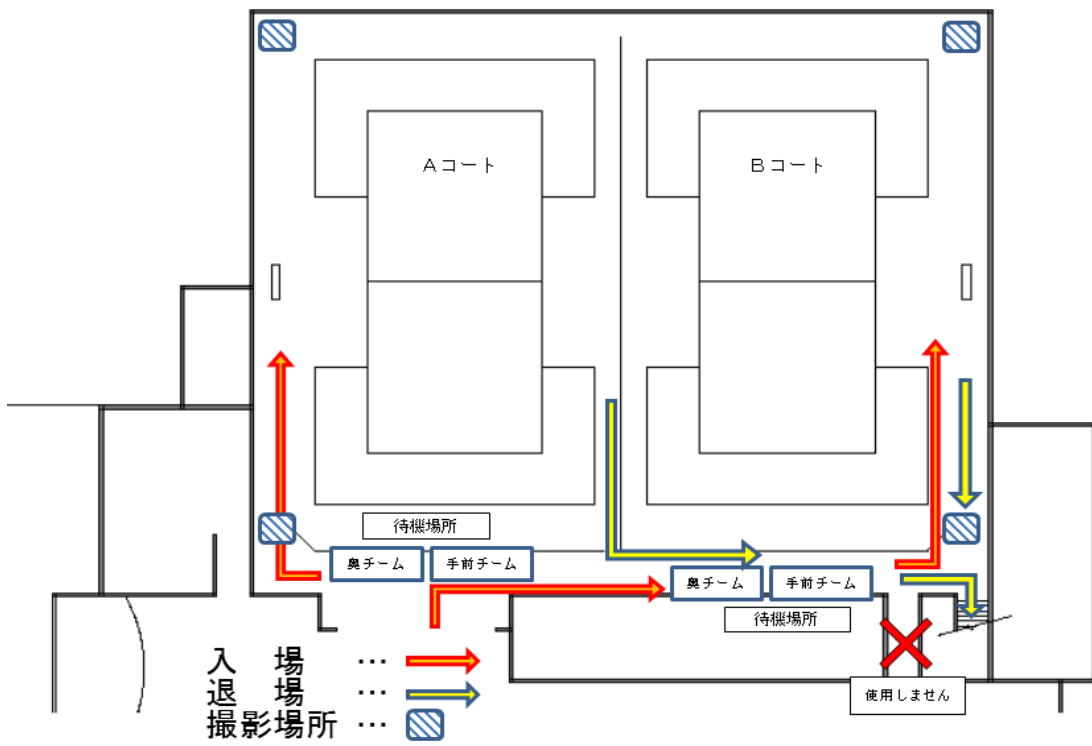 Aコート
Bコート
待機場所
奥チーム
手前チーム
奥チーム
手前チーム
待機場所
使用しません
入 場 …
退 場 …
撮影場所 …